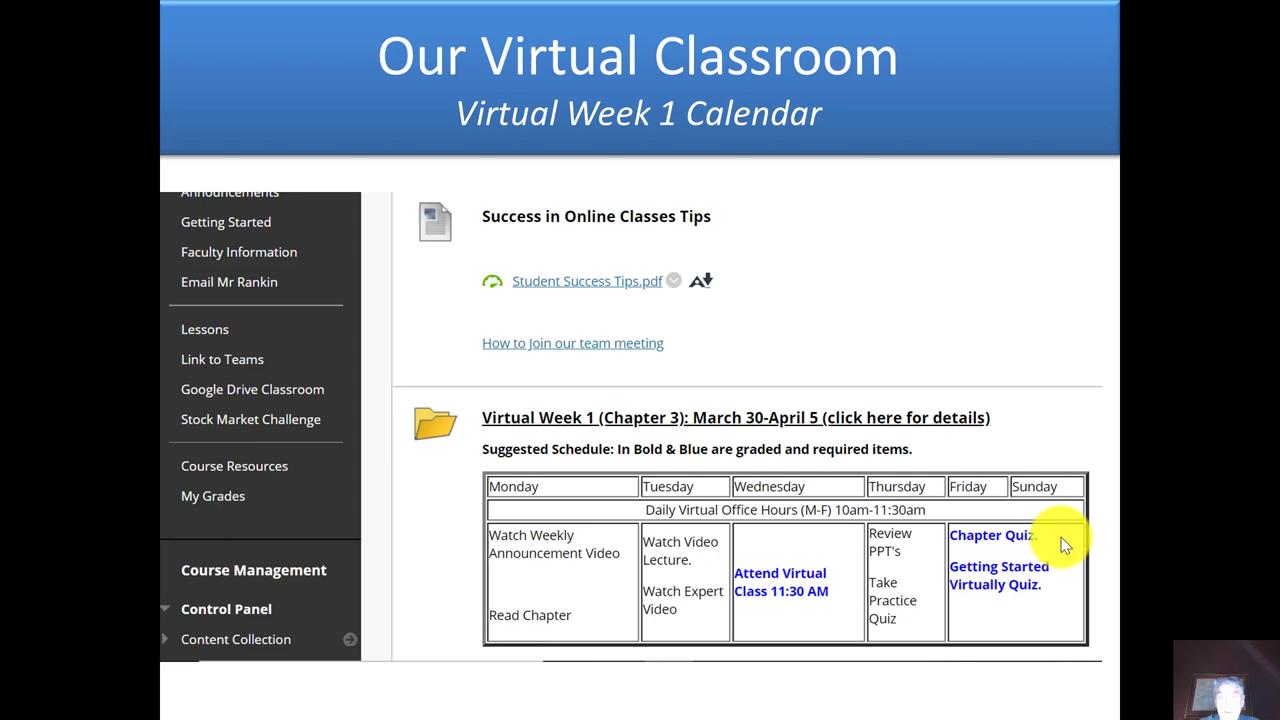 Our Virtual Classroom
Virtual Week 1 Calendar
Announcements
Getting Started
Faculty Information
Email Mr Rankin
Lessons
Link to Teams
Google Drive Classroom
Stock Market Challenge
Course Resources
My Grades
Course Management
Control Panel
Content Collection
Success in Online Classes Tips
Student Success Tips.pdf
How to Join our team meeting
Virtual Week 1 (Chapter 3): March 30-April 5 (click here for details)
Suggested Schedule: In Bold & Blue are graded and required items.
Monday Tuesday Wednesday Thursday Friday Sunday
Daily Virtual Office Hours (M-F) 10am-11:30am
Watch Weekly
Announcement Video
Read Chapter
Watch Video
Lecture.
Watch Expert
Video
Attend Virtual
Class 11:30 AM
Review
PPT's
Take
Practice
Quiz
Chapter Quiz.
Getting Started
Virtually Quiz.